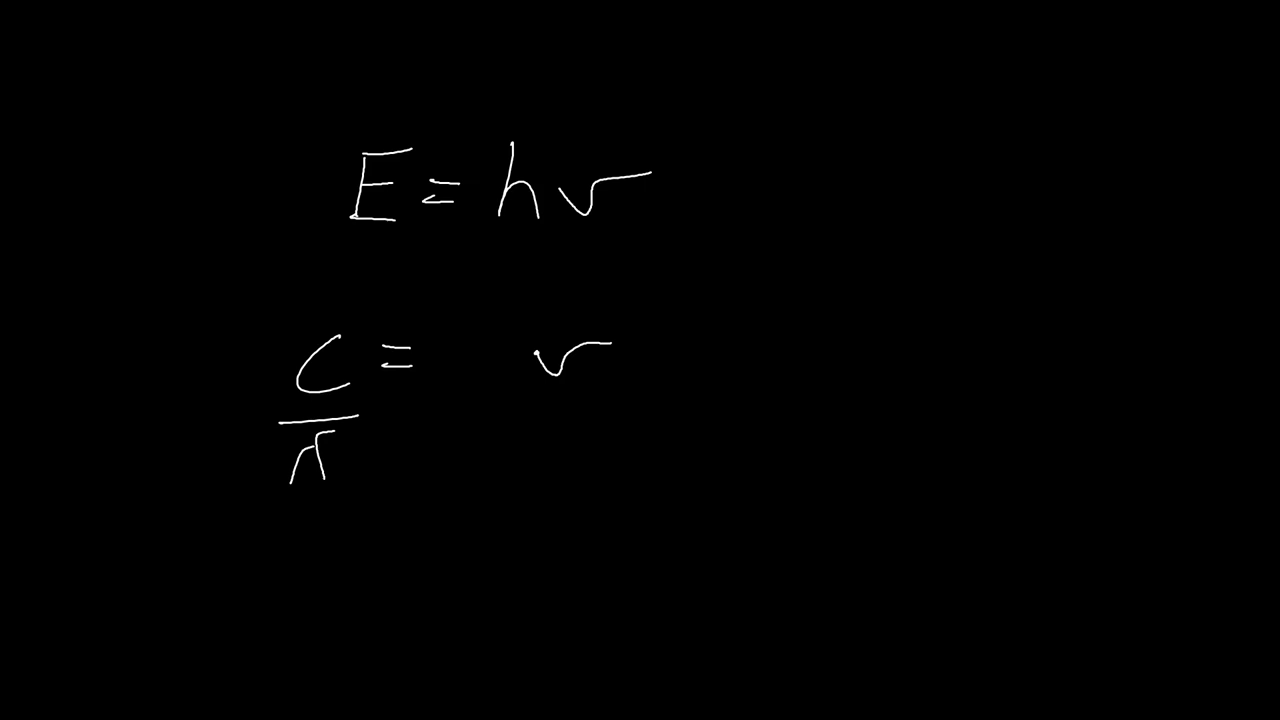 E = hν
c/λ = ν